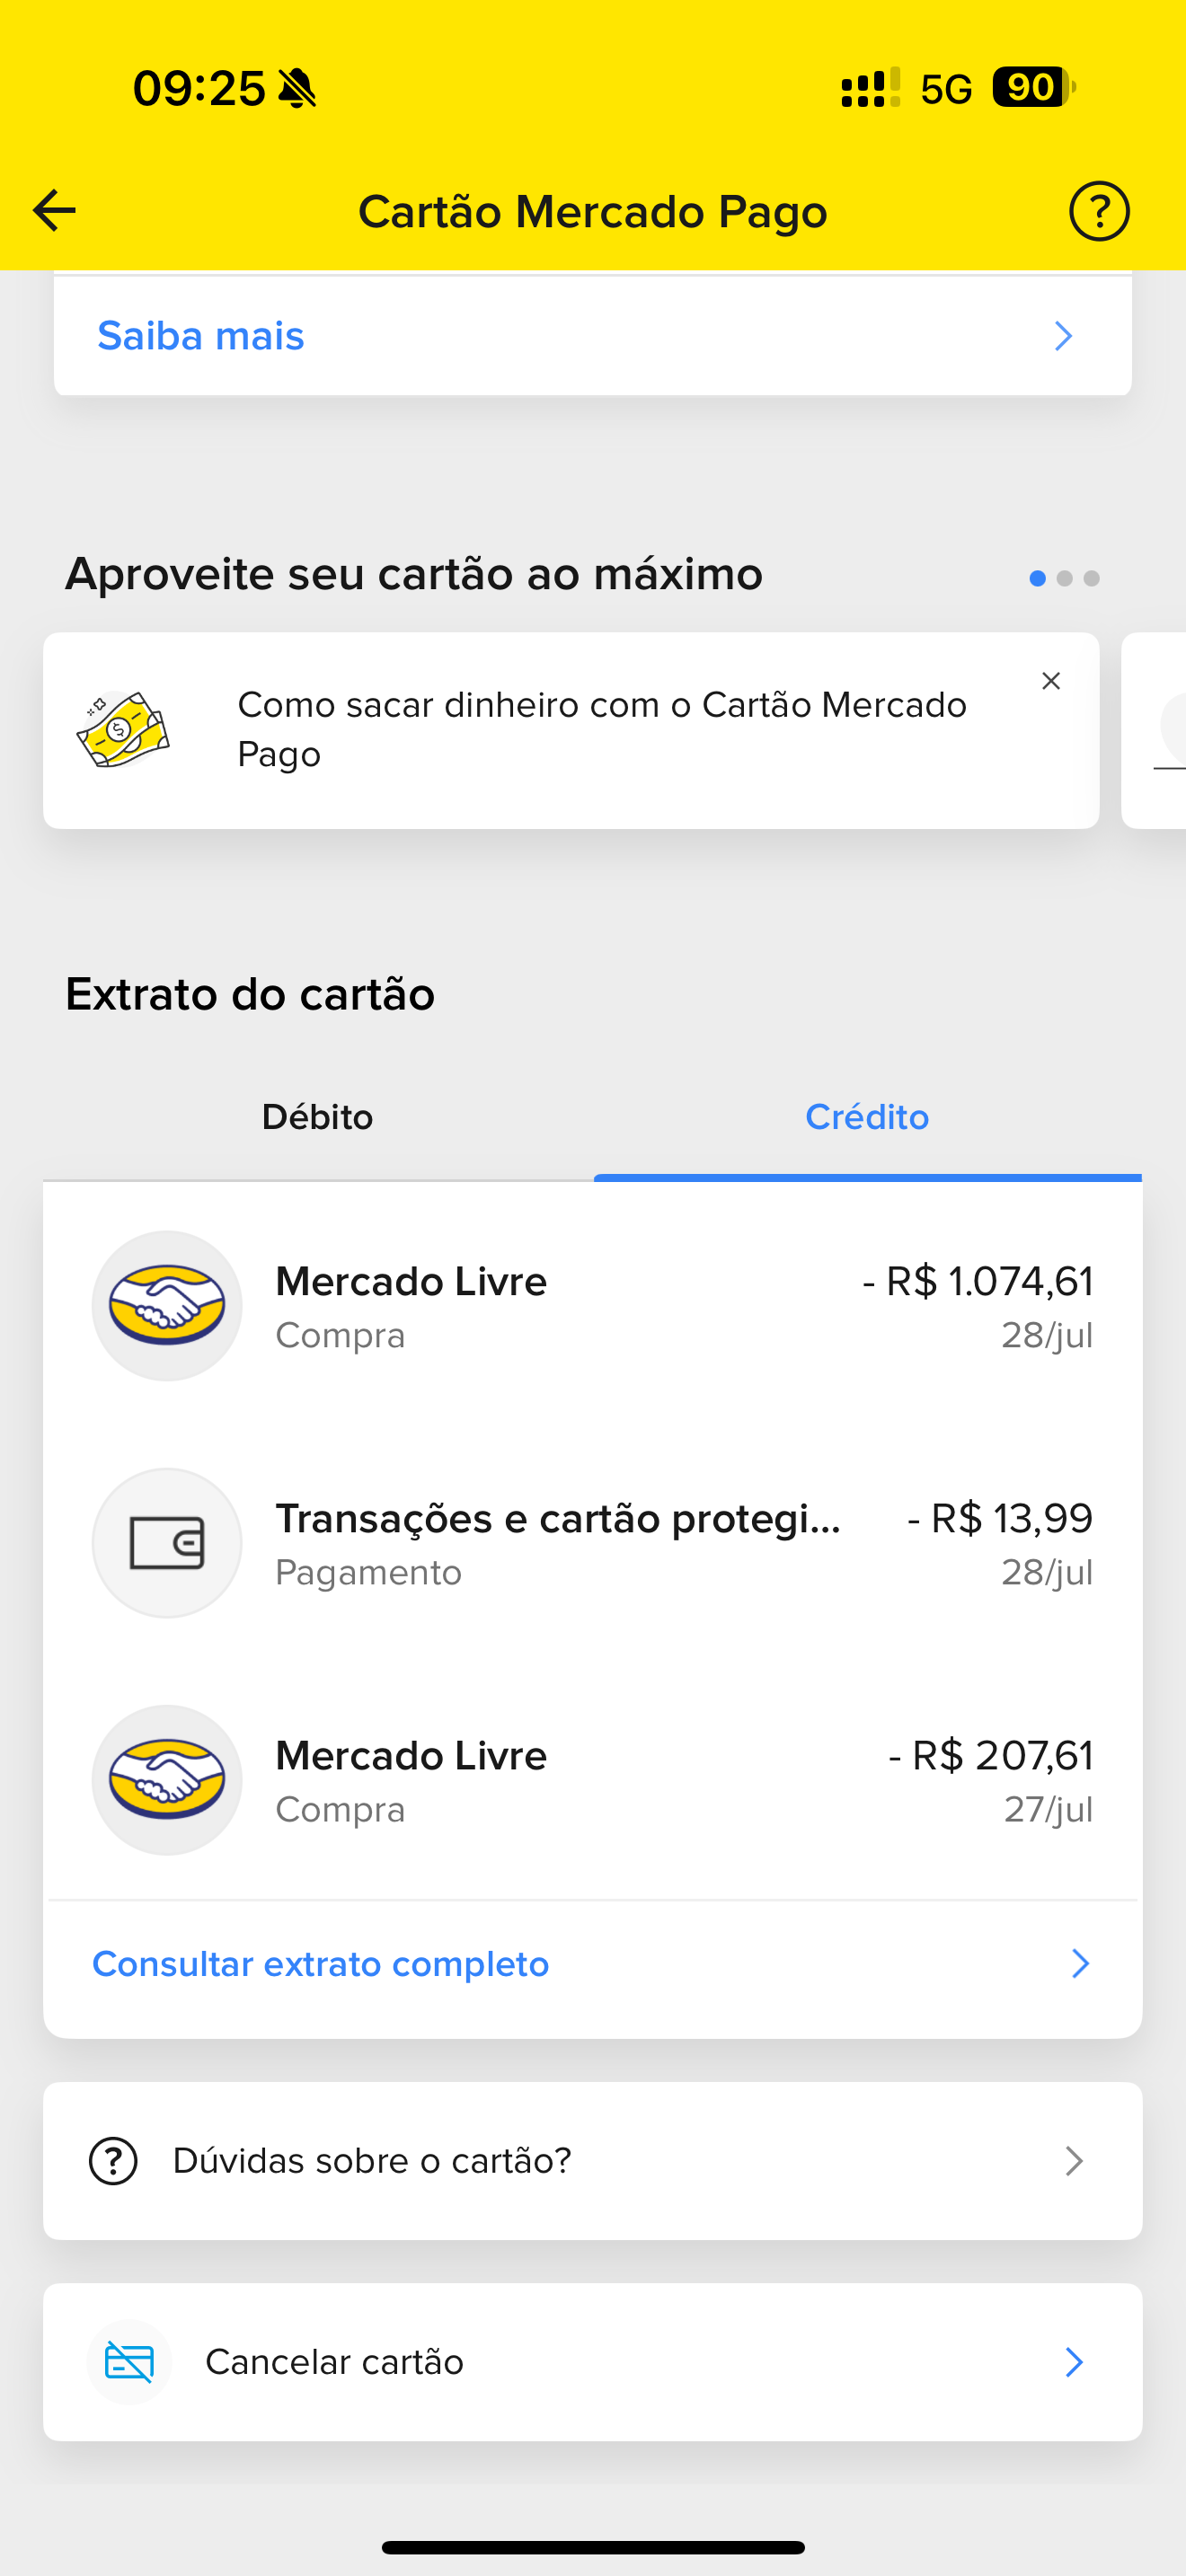 09:25 5G 90
Cartão Mercado Pago ?
Saiba mais
Aproveite seu cartão ao máximo
Como sacar dinheiro com o Cartão Mercado
Pago
Extrato do cartão
Débito Crédito
Mercado Livre - R$ 1.074,61
Compra 28/jul
Transações e cartão protegi... - R$ 13,99
Pagamento 28/jul
Mercado Livre - R$ 207,61
Compra 27/jul
Consultar extrato completo
? Dúvidas sobre o cartão?
Cancelar cartão